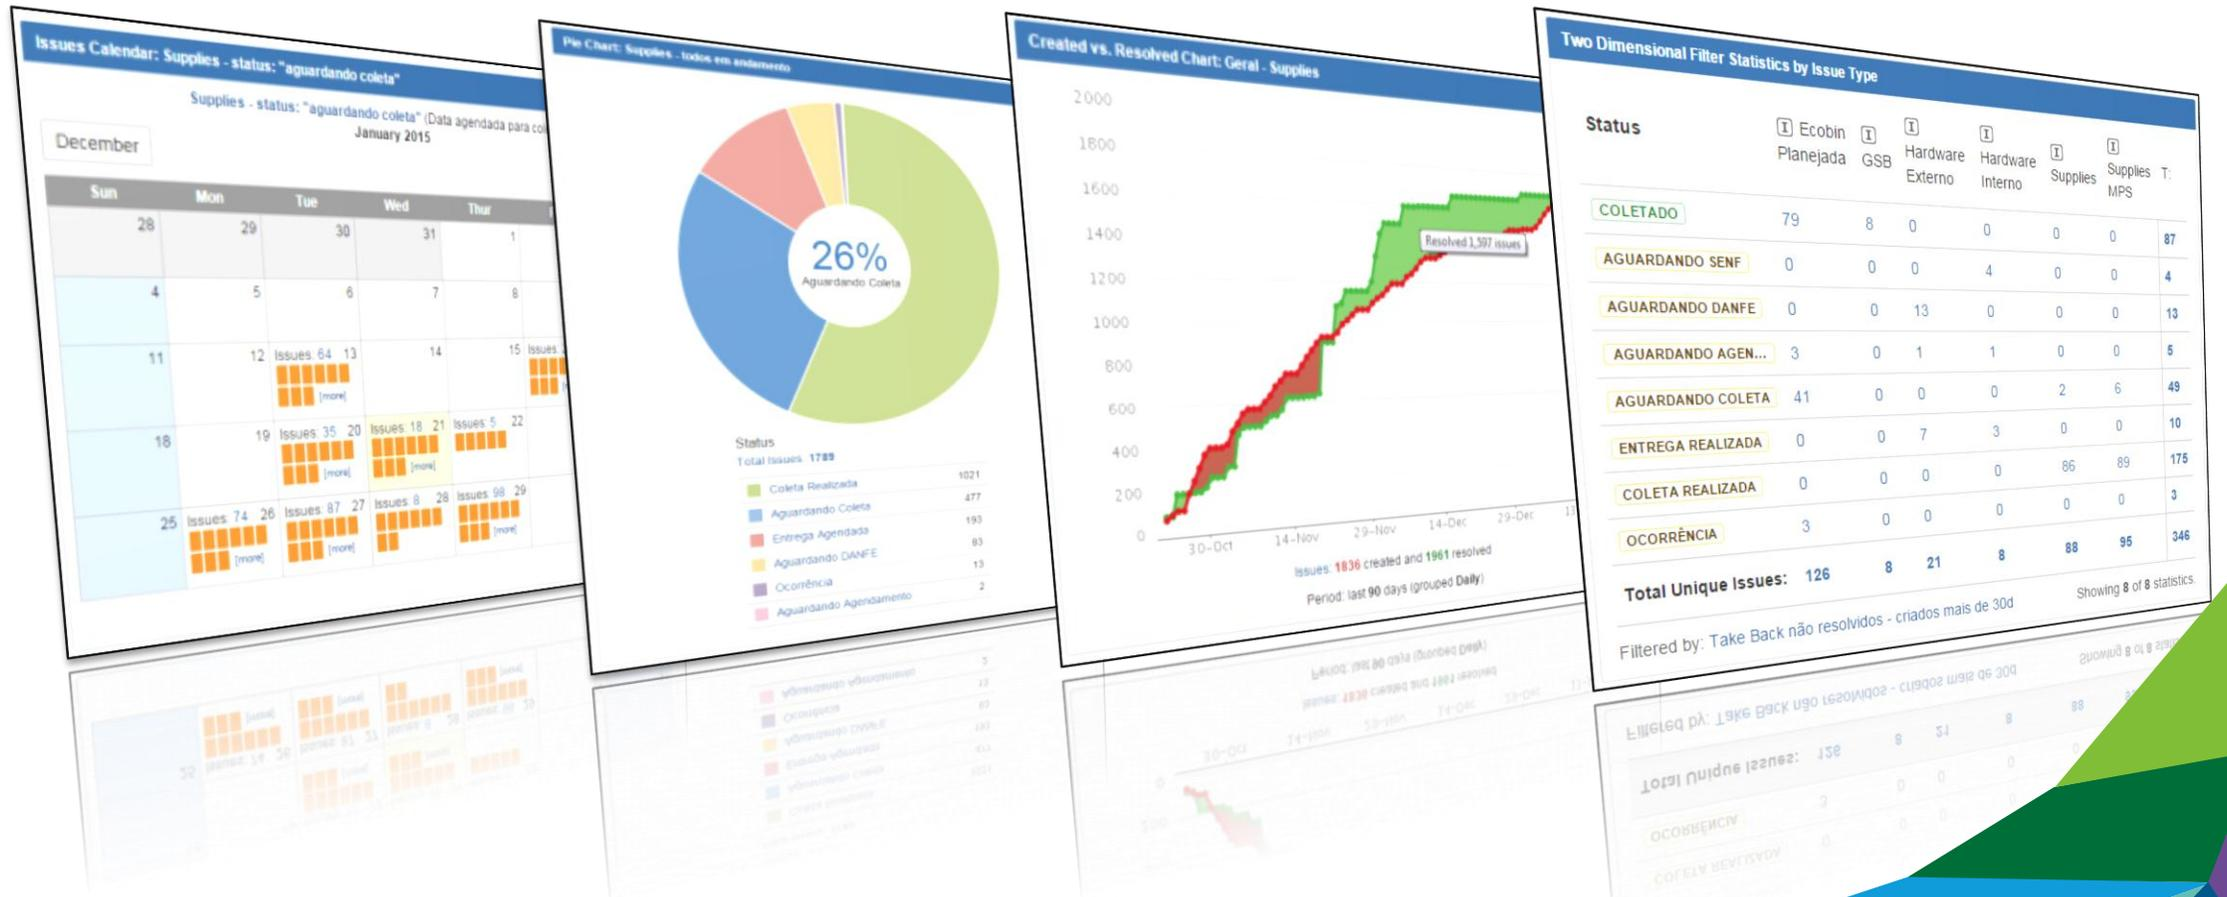 Issues Calendar: Supplies - status: "aguardando coleta"
Supplies - status: "aguardando coleta" (Data agendada para
January 2015
December
Sun Mon Tue Wed Thur
28 29 30 31 1
4 5 6 7 8
11 12 Issues: 64 13 14 15 Issues:
[more]
18 19 Issues: 35 20 Issues: 18 21 Issues: 5 22
[more] [more]
25 Issues: 74 26 Issues: 87 27 Issues: 8 28 Issues: 98 29
[more] [more] [more]
Pie Chart: Supplies - todos em andamento
26%
Aguardando Coleta
Status
Total Issues 1789
Coleta Realizada 1021
Aguardando Coleta 477
Entrega Agendada 193
Aguardando DANFE 83
Ocorrência 13
Aguardando Agendamento 2
Created vs. Resolved Chart: Geral - Supplies
2000
1800
1600
1400
1200
1000
800
600
400
200
0
Resolved 1,597 issues
30-Oct 14-Nov 29-Nov 14-Dec 29-Dec
Issues: 1836 created and 1961 resolved
Period: last 90 days (grouped Daily)
Two Dimensional Filter Statistics by Issue Type
Status Ecobin Planejada GSB Hardware Externo Hardware Interno Supplies Supplies MPS T:
COLETADO 79 8 0 0 0 0 87
AGUARDANDO SENF 0 0 0 4 0 0 4
AGUARDANDO DANFE 0 0 13 0 0 0 13
AGUARDANDO AGEN... 3 0 1 1 0 0 5
AGUARDANDO COLETA 41 0 0 0 2 6 49
ENTREGA REALIZADA 0 0 7 3 0 0 10
COLETA REALIZADA 0 0 0 0 86 89 175
OCORRÊNCIA 3 0 0 0 0 0 3
Total Unique Issues: 126 8 21 8 88 95 346
Showing 8 of 8 statistics.
Filtered by: Take Back não resolvidos - criados mais de 30d